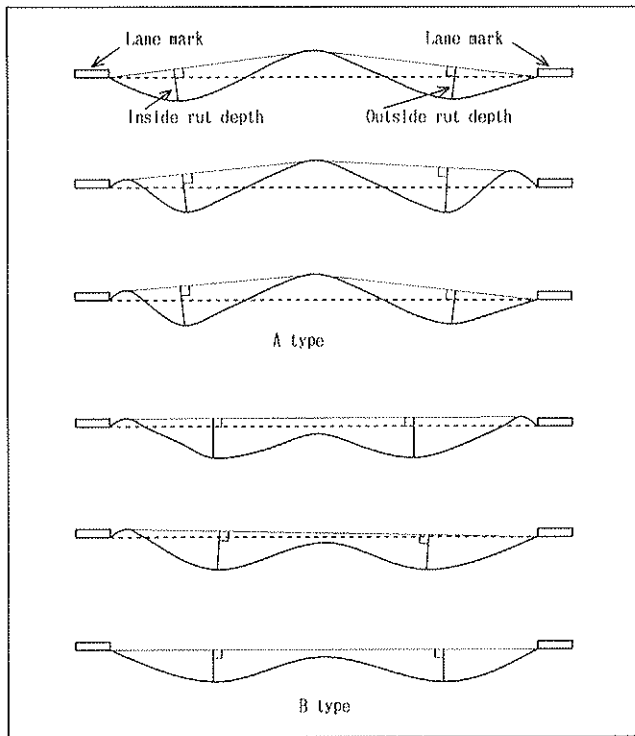 Lane mark
Lane mark
Inside rut depth
Outside rut depth
A type
B type